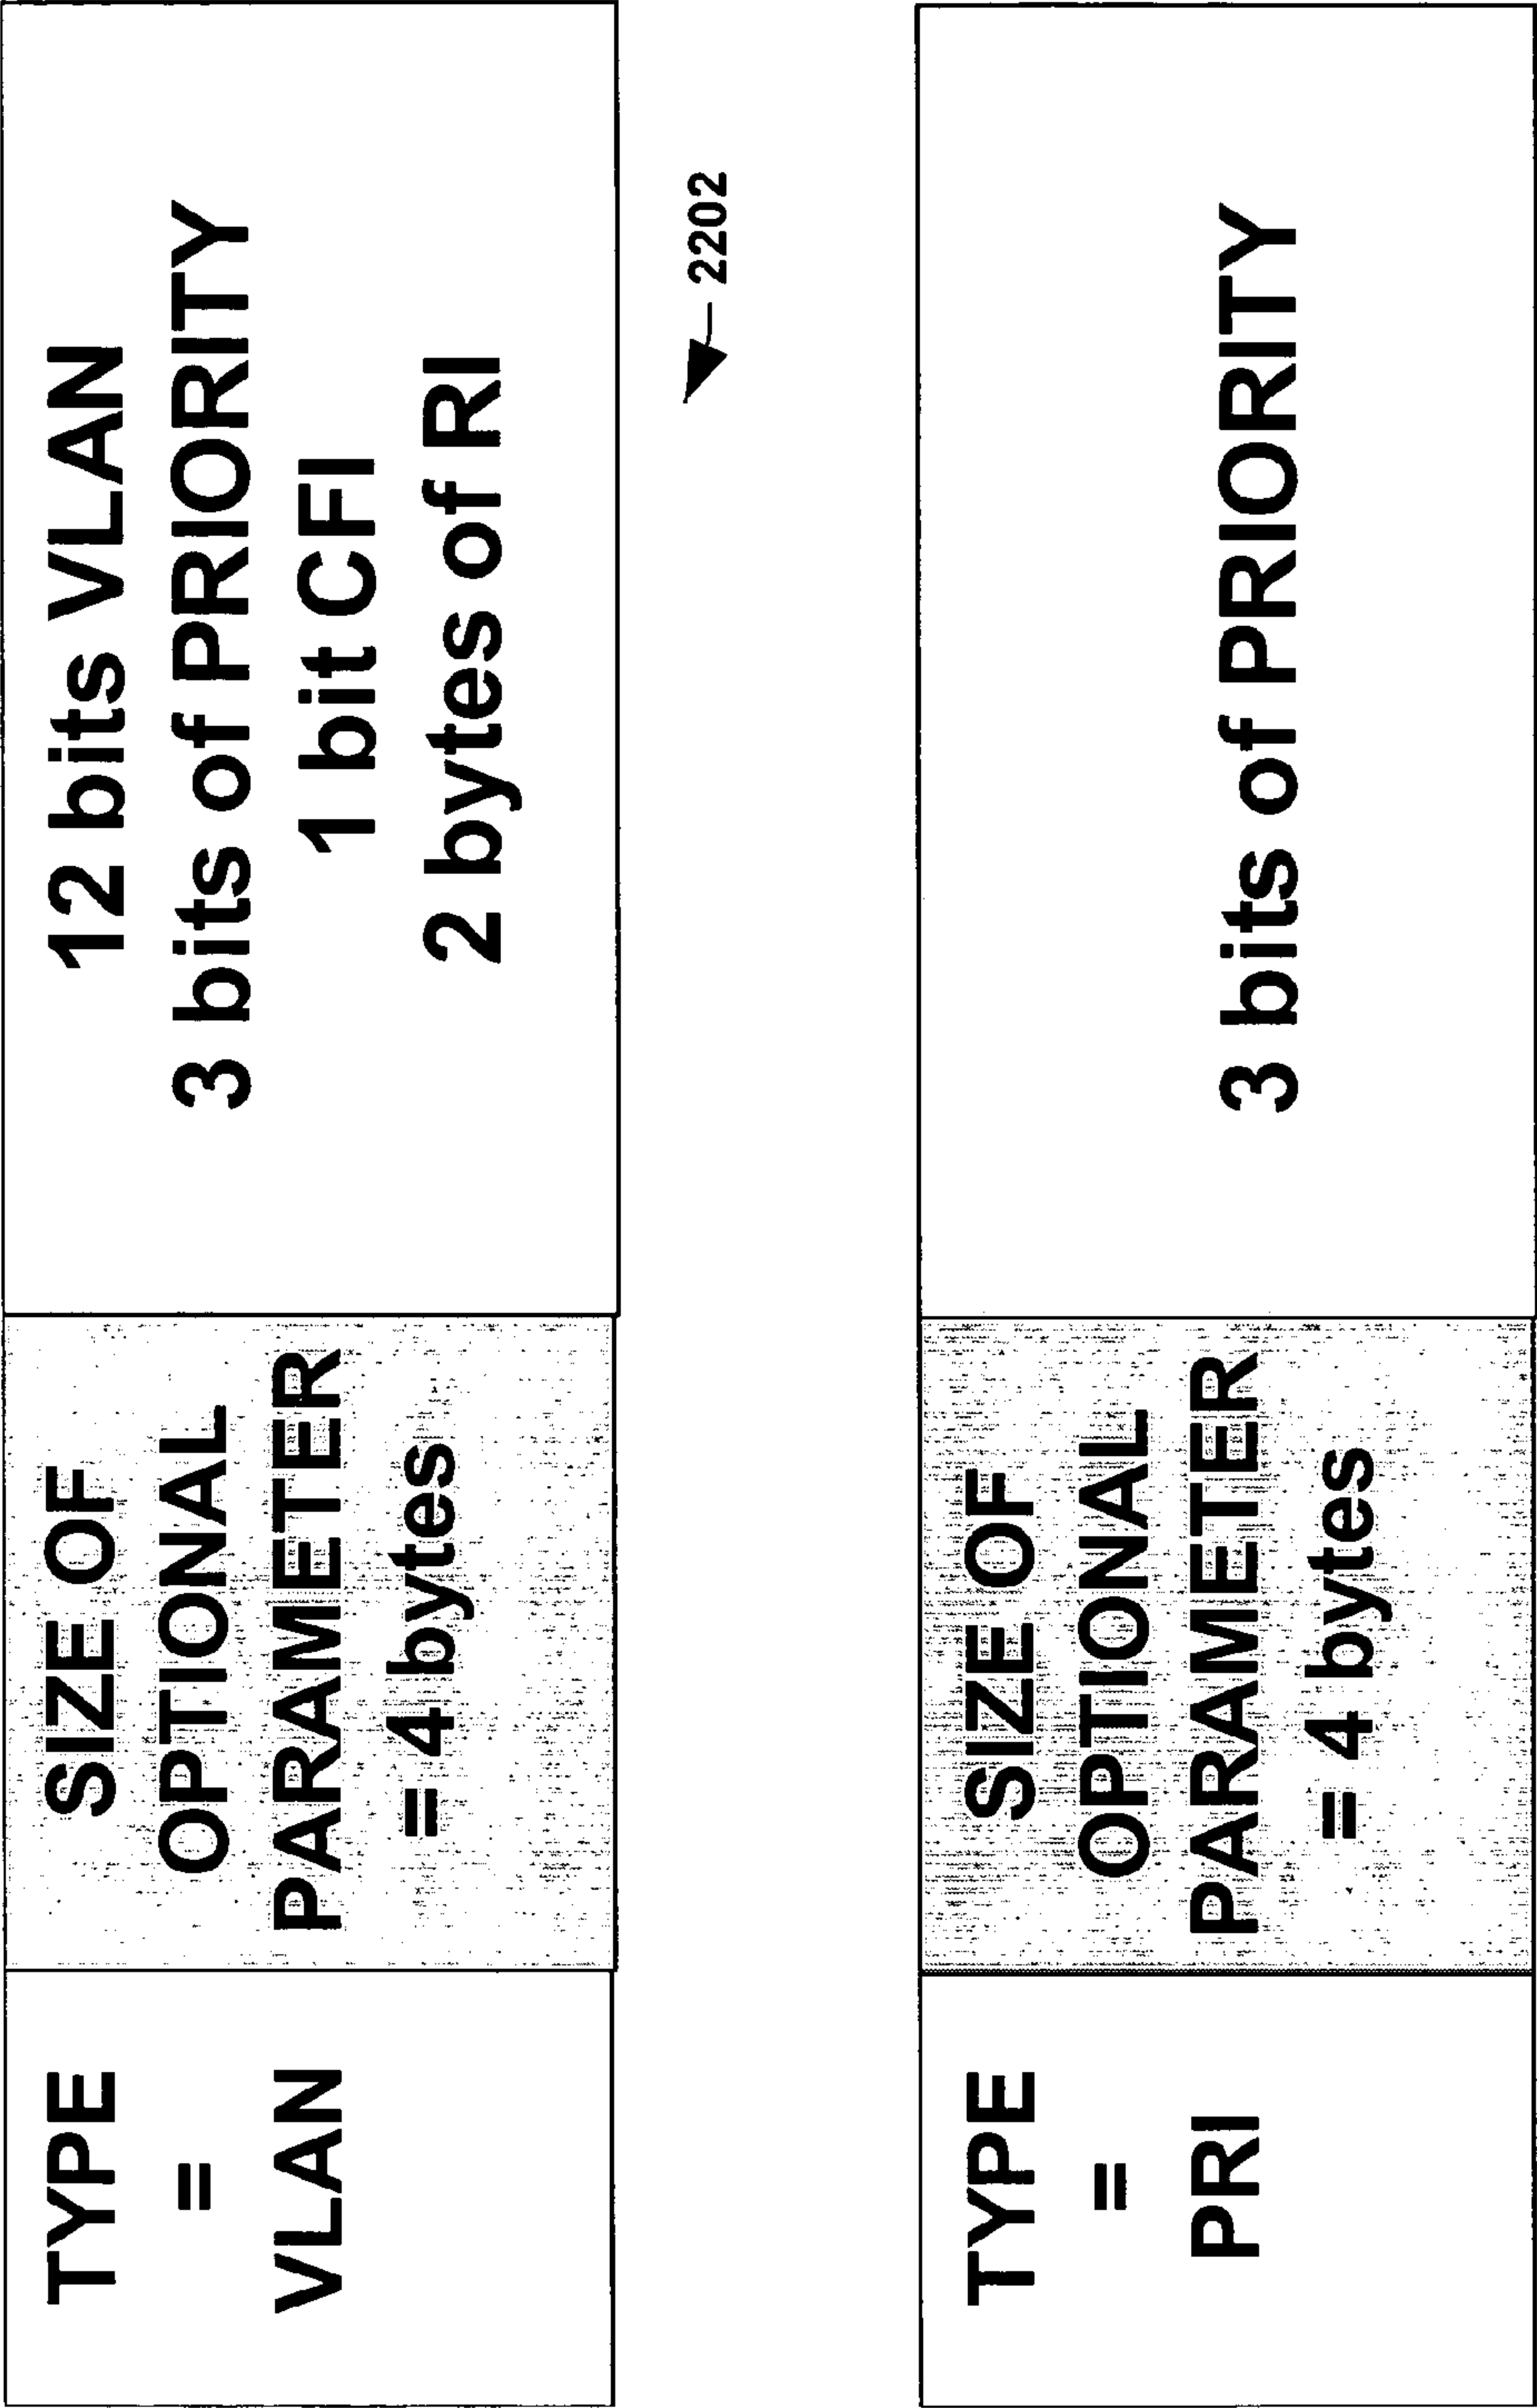 TYPE
=
VLAN
SIZE OF
OPTIONAL
PARAMETER
= 4 bytes
12 bits VLAN
3 bits of PRIORITY
1 bit CFI
2 bytes of RI
2202
TYPE
=
PRI
SIZE OF
OPTIONAL
PARAMETER
= 4 bytes
3 bits of PRIORITY